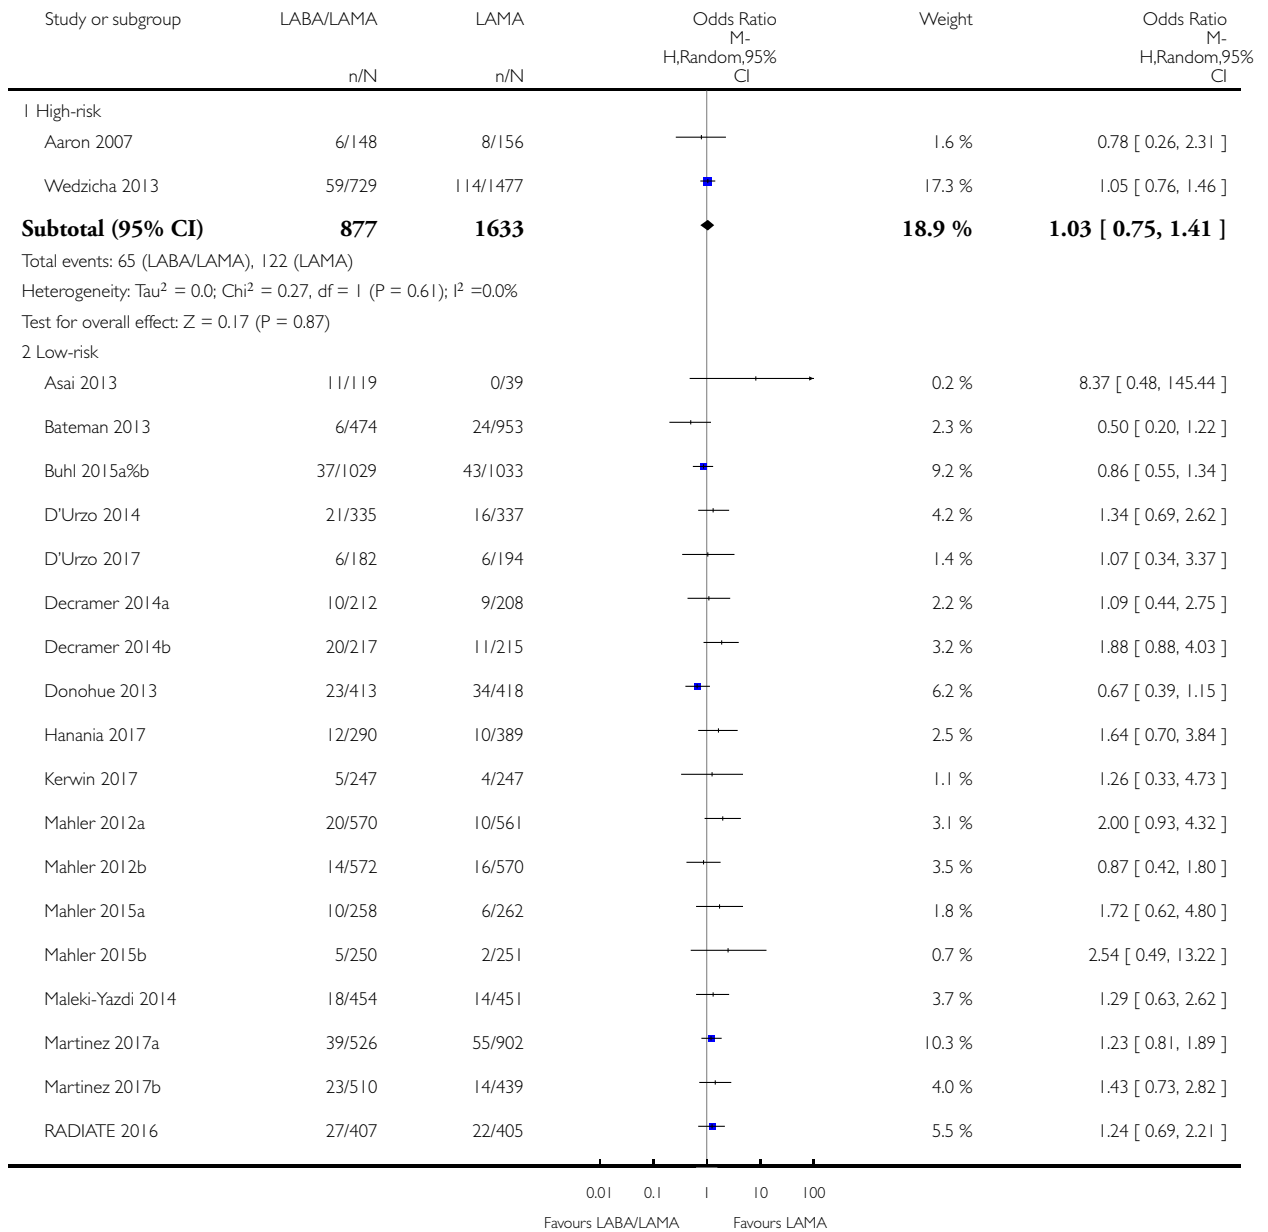 Study or subgroup LABA/LAMA LAMA Odds Ratio Weight Odds Ratio
M- M-
H,Random,95% H,Random,95%
n/N n/N CI CI
1 High-risk
Aaron 2007 6/148 8/156 1.6 % 0.78 [ 0.26, 2.31 ]
Wedzicha 2013 59/729 114/1477 17.3 % 1.05 [ 0.76, 1.46 ]
Subtotal (95% CI) 877 1633 18.9 % 1.03 [ 0.75, 1.41 ]
Total events: 65 (LABA/LAMA), 122 (LAMA)
Heterogeneity: Tau² = 0.0; Chi² = 0.27, df = 1 (P = 0.61); I² =0.0%
Test for overall effect: Z = 0.17 (P = 0.87)
2 Low-risk
Asai 2013 11/119 0/39 0.2 % 8.37 [ 0.48, 145.44 ]
Bateman 2013 6/474 24/953 2.3 % 0.50 [ 0.20, 1.22 ]
Buhl 2015a%b 37/1029 43/1033 9.2 % 0.86 [ 0.55, 1.34 ]
D'Urzo 2014 21/335 16/337 4.2 % 1.34 [ 0.69, 2.62 ]
D'Urzo 2017 6/182 6/194 1.4 % 1.07 [ 0.34, 3.37 ]
Decramer 2014a 10/212 9/208 2.2 % 1.09 [ 0.44, 2.75 ]
Decramer 2014b 20/217 11/215 3.2 % 1.88 [ 0.88, 4.03 ]
Donohue 2013 23/413 34/418 6.2 % 0.67 [ 0.39, 1.15 ]
Hanania 2017 12/290 10/389 2.5 % 1.64 [ 0.70, 3.84 ]
Kerwin 2017 5/247 4/247 1.1 % 1.26 [ 0.33, 4.73 ]
Mahler 2012a 20/570 10/561 3.1 % 2.00 [ 0.93, 4.32 ]
Mahler 2012b 14/572 16/570 3.5 % 0.87 [ 0.42, 1.80 ]
Mahler 2015a 10/258 6/262 1.8 % 1.72 [ 0.62, 4.80 ]
Mahler 2015b 5/250 2/251 0.7 % 2.54 [ 0.49, 13.22 ]
Maleki-Yazdi 2014 18/454 14/451 3.7 % 1.29 [ 0.63, 2.62 ]
Martinez 2017a 39/526 55/902 10.3 % 1.23 [ 0.81, 1.89 ]
Martinez 2017b 23/510 14/439 4.0 % 1.43 [ 0.73, 2.82 ]
RADIATE 2016 27/407 22/405 5.5 % 1.24 [ 0.69, 2.21 ]
0.01 0.1 1 10 100
Favours LABA/LAMA Favours LAMA